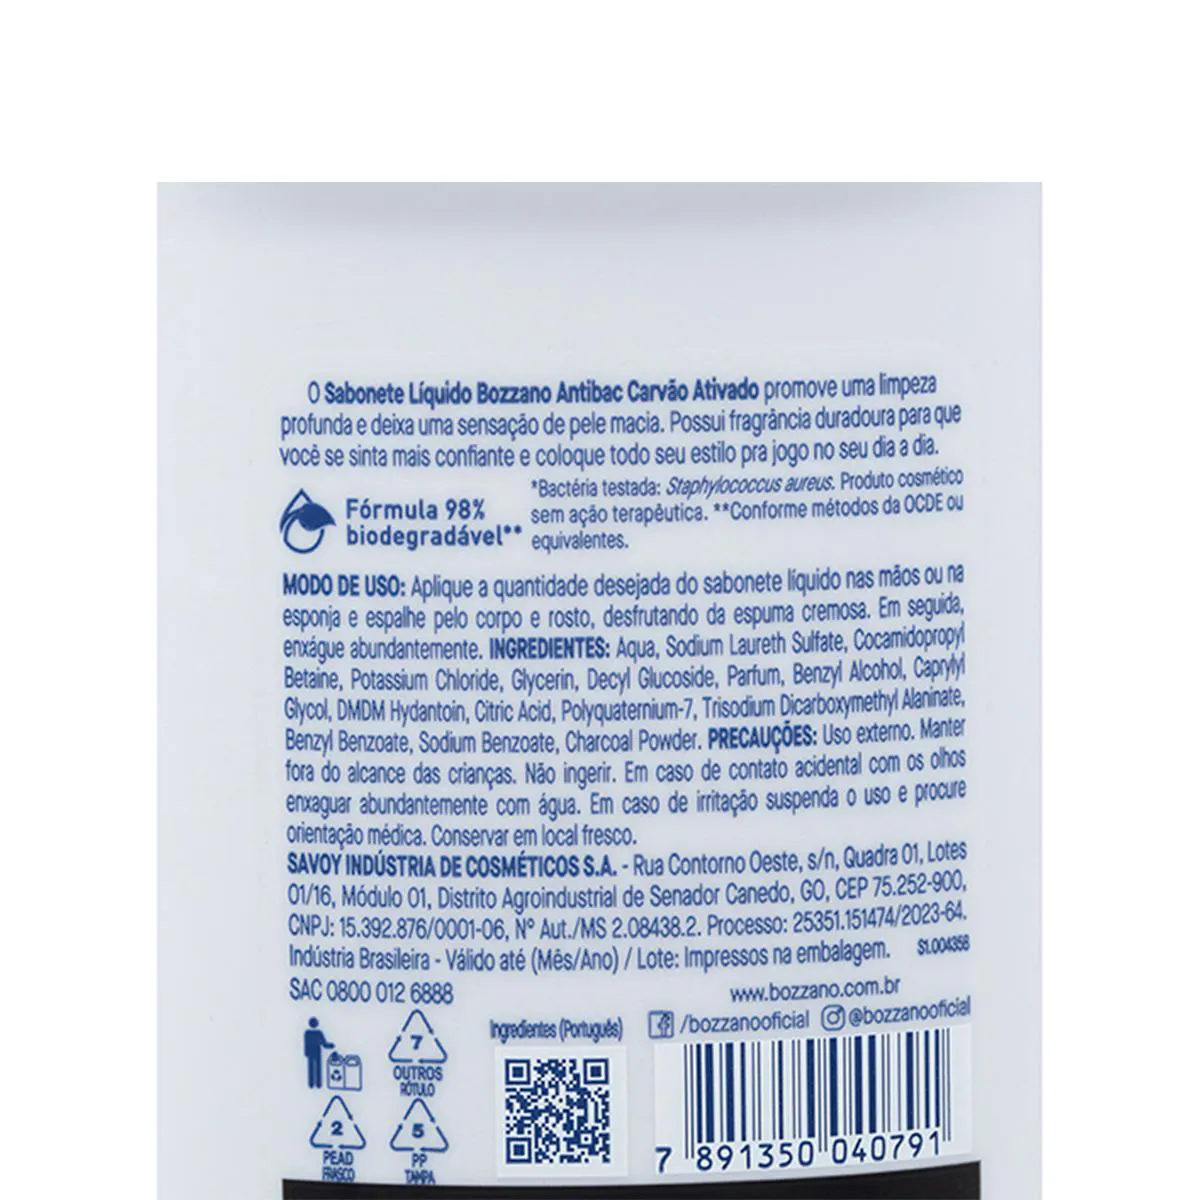 O Sabonete Líquido Bozzano Antibac Carvão Ativado promove uma limpeza
profunda e deixa uma sensação de pele macia. Possui fragrância duradoura para que
você se sinta mais confiante e coloque todo seu estilo pra jogo no seu dia a dia.
Fórmula 98%
biodegradável**
*Bactéria testada: Staphylococcus aureus. Produto cosmético
sem ação terapêutica. **Conforme métodos da OCDE ou
equivalentes.
MODO DE USO: Aplique a quantidade desejada do sabonete líquido nas mãos ou na
esponja e espalhe pelo corpo e rosto, desfrutando da espuma cremosa. Em seguida,
enxágue abundantemente. INGREDIENTES: Aqua, Sodium Laureth Sulfate, Cocamidopropyl
Betaine, Potassium Chloride, Glycerin, Decyl Glucoside, Parfum, Benzyl Alcohol, Caprylyl
Glycol, DMDM Hydantoin, Citric Acid, Polyquaternium-7, Trisodium Dicarboxymethyl Alaninate,
Benzyl Benzoate, Sodium Benzoate, Charcoal Powder. PRECAUÇÕES: Uso externo. Manter
fora do alcance das crianças. Não ingerir. Em caso de contato acidental com os olhos
enxaguar abundantemente com água. Em caso de irritação suspenda o uso e procure
orientação médica. Conservar em local fresco.
SAVOY INDÚSTRIA DE COSMÉTICOS S.A. - Rua Contorno Oeste, s/n, Quadra 01, Lotes
01/16, Módulo 01, Distrito Agroindustrial de Senador Canedo, GO, CEP 75.252-900,
CNPJ: 15.392.876/0001-06, Nº Aut./MS 2.08438.2. Processo: 25351.151474/2023-64.
Indústria Brasileira - Válido até (Mês/Ano) / Lote: Impressos na embalagem. S1.004356
SAC 0800 012 6888
www.bozzano.com.br
/bozzanooficial @bozzanooficial
Ingredientes (Português)
7
OUTROS
RÓTULO
2
PEAD
FRASCO
5
PP
TAMPA
7 891350 040791